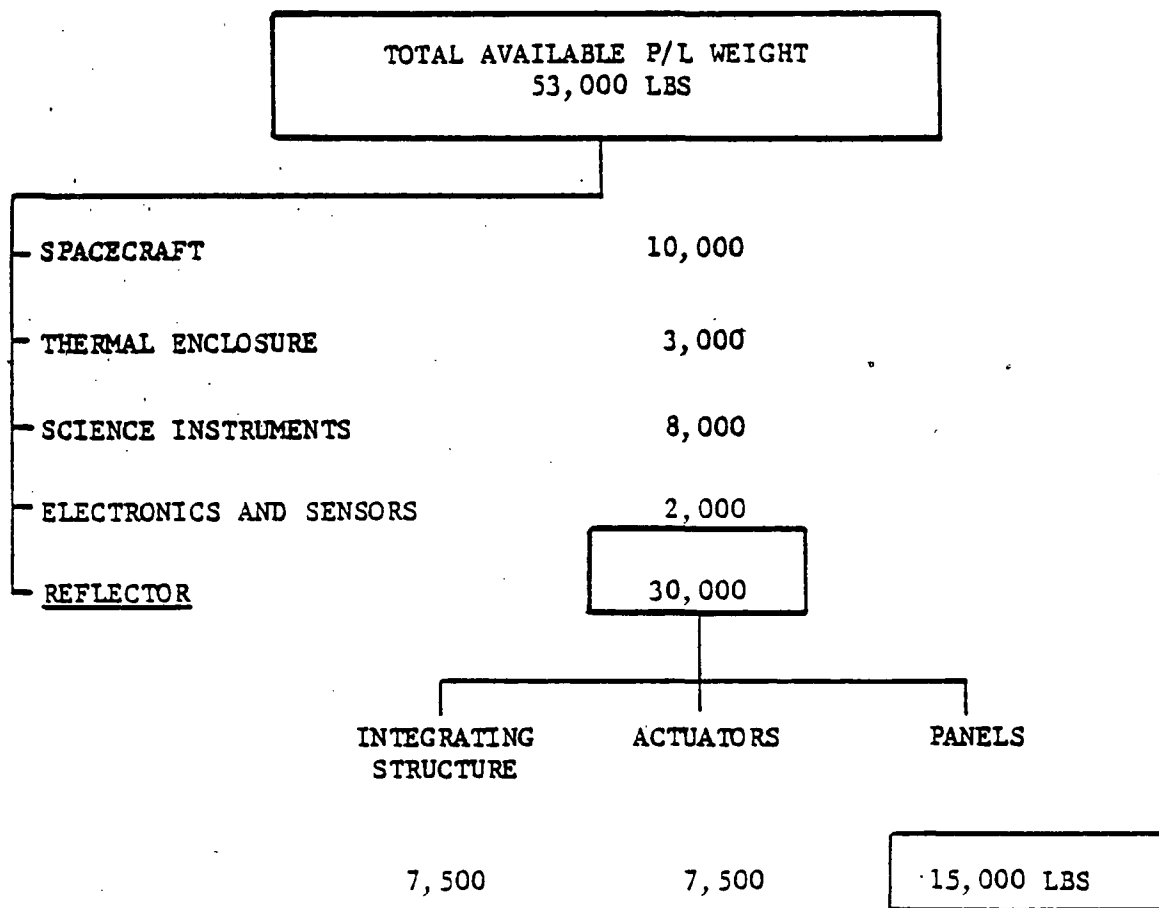 TOTAL AVAILABLE P/L WEIGHT
53,000 LBS
SPACECRAFT 10,000
THERMAL ENCLOSURE 3,000
SCIENCE INSTRUMENTS 8,000
ELECTRONICS AND SENSORS 2,000
REFLECTOR 30,000
INTEGRATING ACTUATORS PANELS
STRUCTURE
7,500 7,500 15,000 LBS